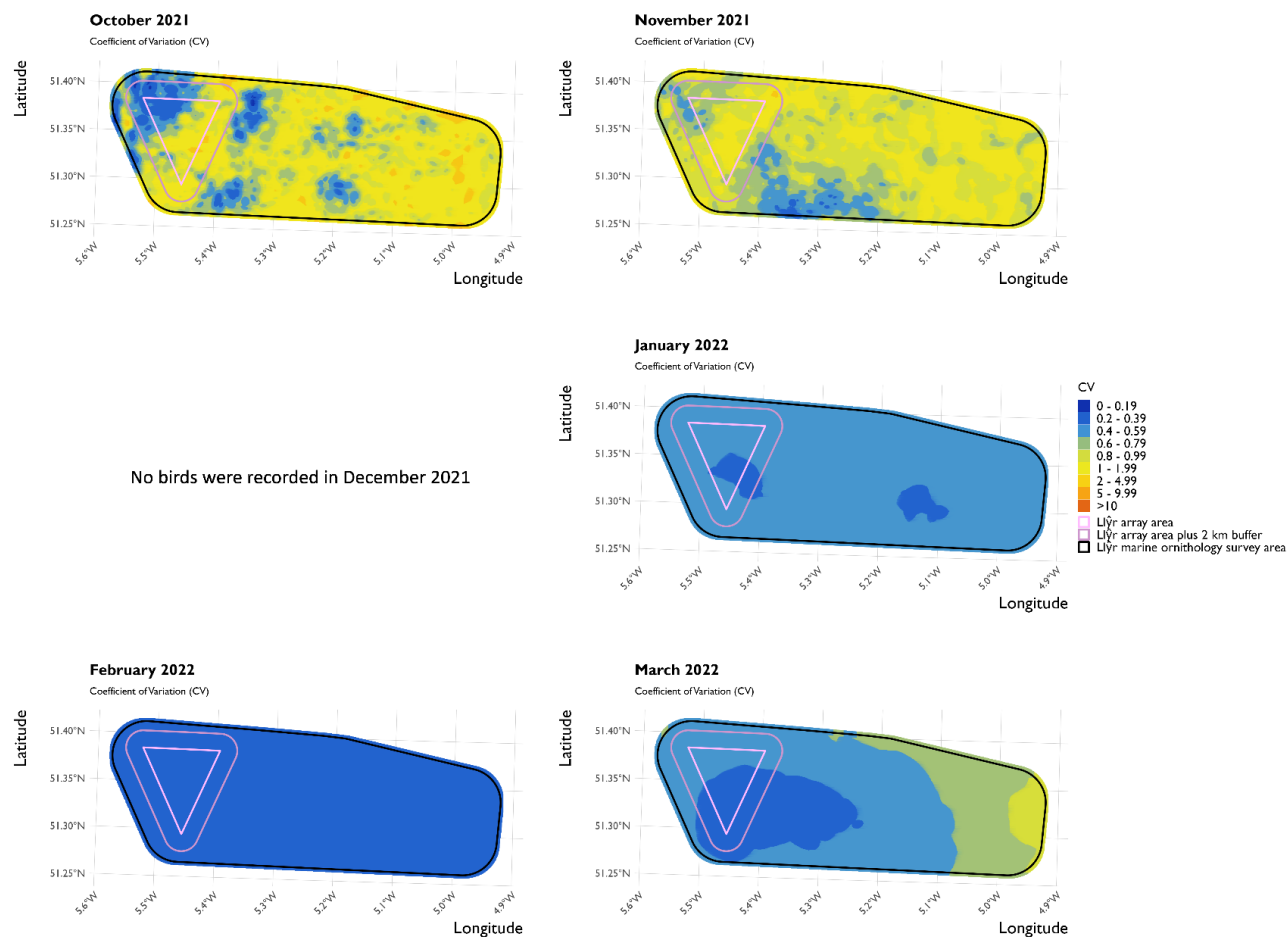 October 2021
Coefficient of Variation (CV)
Latitude
51.40°N
51.35°N
51.30°N
51.25°N
5.6°W
5.5°W
5.4°W
5.3°W
5.2°W
5.1°W
5.0°W
4.9°W
Longitude
November 2021
Coefficient of Variation (CV)
Latitude
51.40°N
51.35°N
51.30°N
51.25°N
5.6°W
5.5°W
5.4°W
5.3°W
5.2°W
5.1°W
5.0°W
4.9°W
Longitude
No birds were recorded in December 2021
January 2022
Coefficient of Variation (CV)
Latitude
51.40°N
51.35°N
51.30°N
51.25°N
5.6°W
5.5°W
5.4°W
5.3°W
5.2°W
5.1°W
5.0°W
4.9°W
Longitude
CV
0 - 0.19
0.2 - 0.39
0.4 - 0.59
0.6 - 0.79
0.8 - 0.99
1 - 1.99
2 - 4.99
5 - 9.99
>10
Llŷr array area
Llŷr array area plus 2 km buffer
Llŷr marine ornithology survey area
February 2022
Coefficient of Variation (CV)
Latitude
51.40°N
51.35°N
51.30°N
51.25°N
5.6°W
5.5°W
5.4°W
5.3°W
5.2°W
5.1°W
5.0°W
4.9°W
Longitude
March 2022
Coefficient of Variation (CV)
Latitude
51.40°N
51.35°N
51.30°N
51.25°N
5.6°W
5.5°W
5.4°W
5.3°W
5.2°W
5.1°W
5.0°W
4.9°W
Longitude